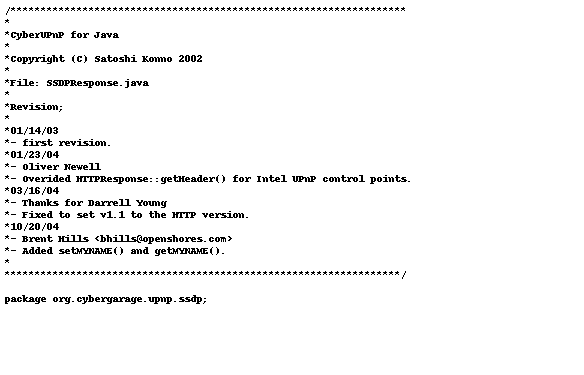 /******************************************************************
*
*CyberUPnP for Java
*
*Copyright (C) Satoshi Konno 2002
*
*File: SSDPResponse.java
*
*Revision;
*
*01/14/03
*- first revision.
*01/23/04
*- Oliver Newell
*- Overided HTTPResponse::getHeader() for Intel UPnP control points.
*03/16/04
*- Thanks for Darrell Young
*- Fixed to set v1.1 to the HTTP version.
*10/20/04
*- Brent Hills <bhills@openshores.com>
*- Added setMYNAME() and getMYNAME().
*
******************************************************************/
package org.cybergarage.upnp.ssdp;